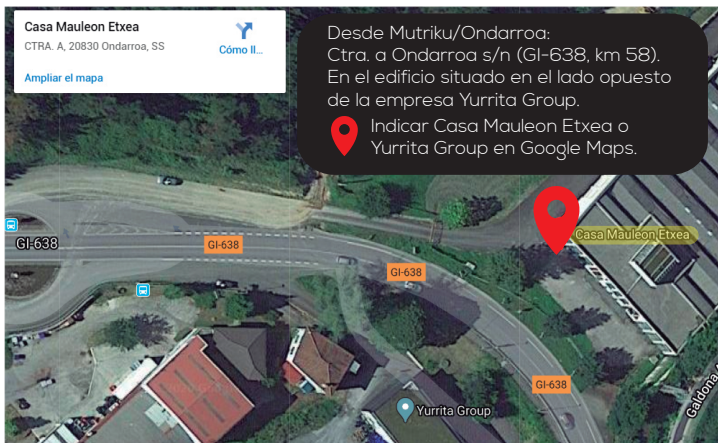 Casa Mauleon Etxea
CTRA. A, 20830 Ondarroa, SS
Cómo ll...
Ampliar el mapa
Desde Mutriku/Ondarroa:
Ctra. a Ondarroa s/n (GI-638, km 58).
En el edificio situado en el lado opuesto
de la empresa Yurrita Group.
Indicar Casa Mauleon Etxea o
Yurrita Group en Google Maps.
GI-638
GI-638
GI-638
Casa Mauleon Etxea
GI-638
Yurrita Group
Galdona